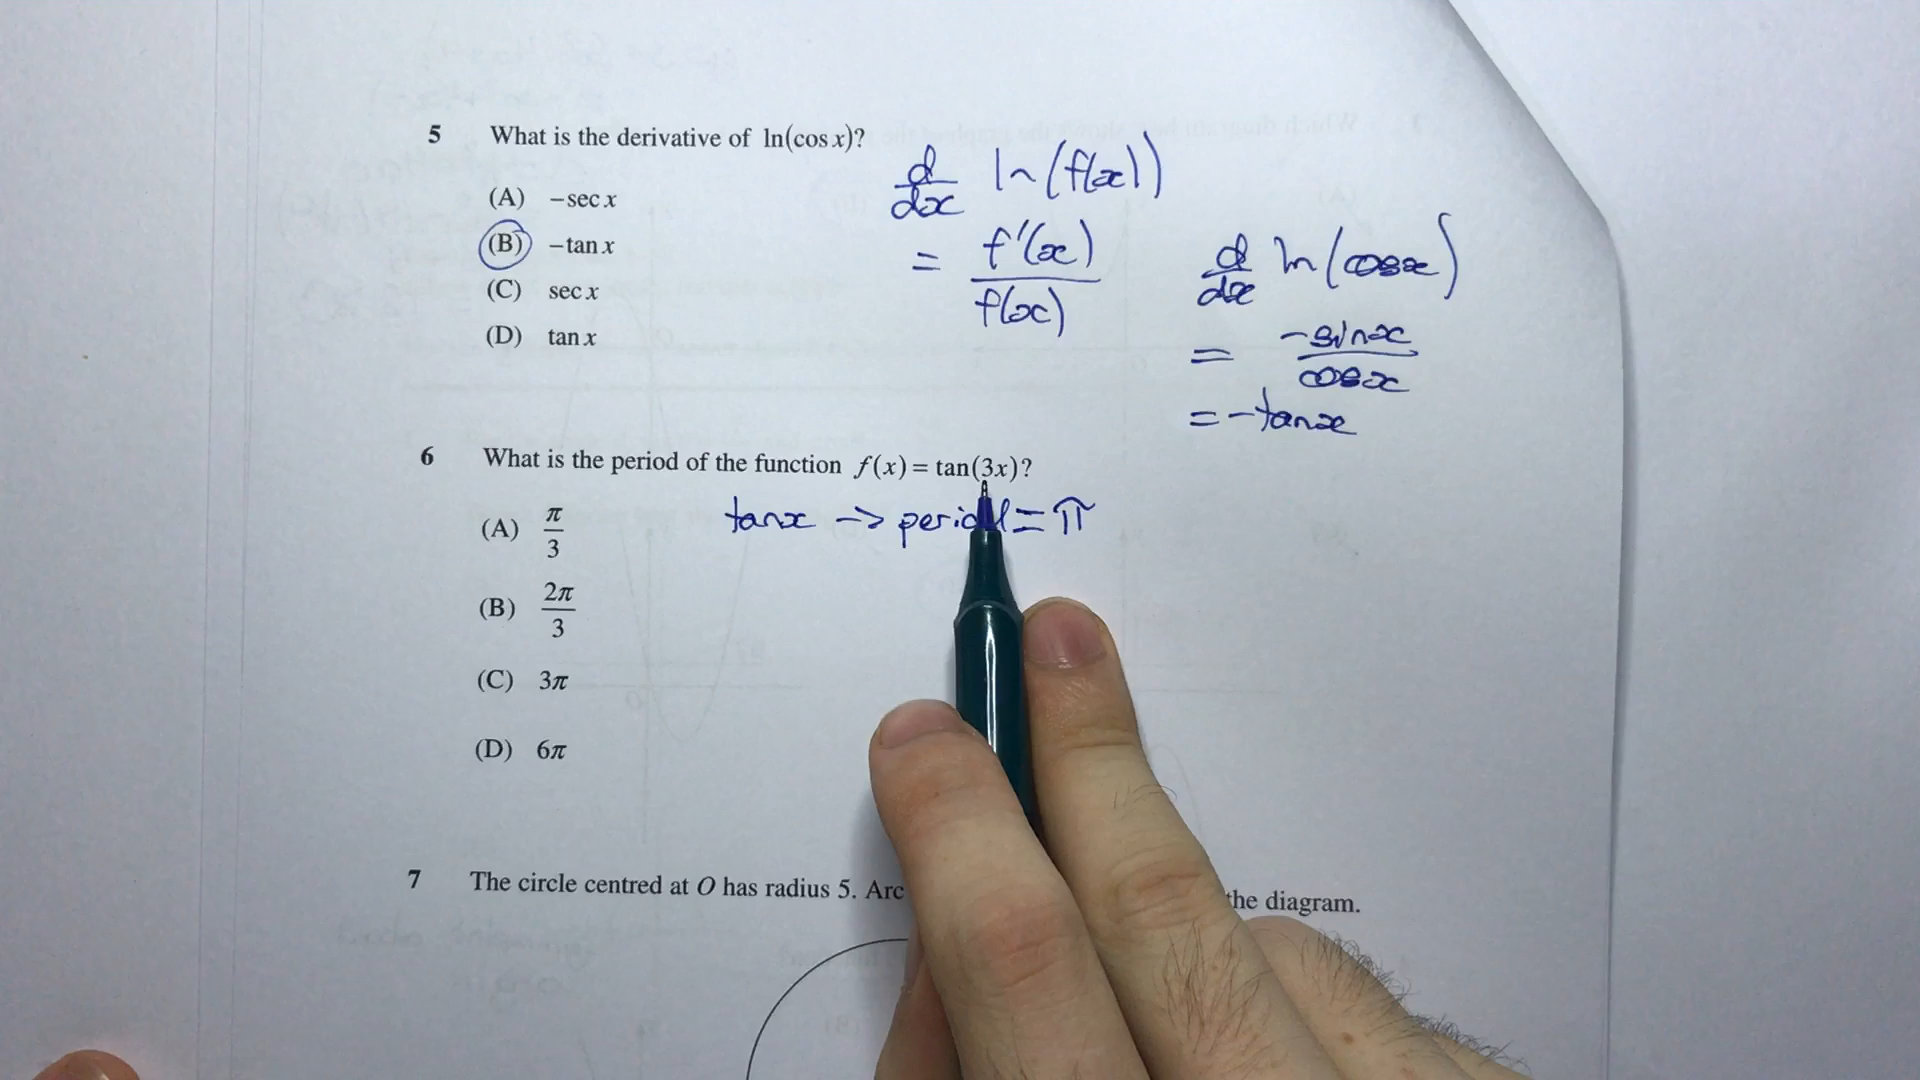 5 What is the derivative of ln(cos x)?
(A) −sec x
(B) −tan x
(C) sec x
(D) tan x
d/dx ln(f(x))
= f'(x)/f(x)
d/dx ln(cosx)
= -sinx/cosx
= -tanx
6 What is the period of the function f(x) = tan(3x)?
tanx -> period = π
(A) π/3
(B) 2π/3
(C) 3π
(D) 6π
7 The circle centred at O has radius 5. Arc
the diagram.